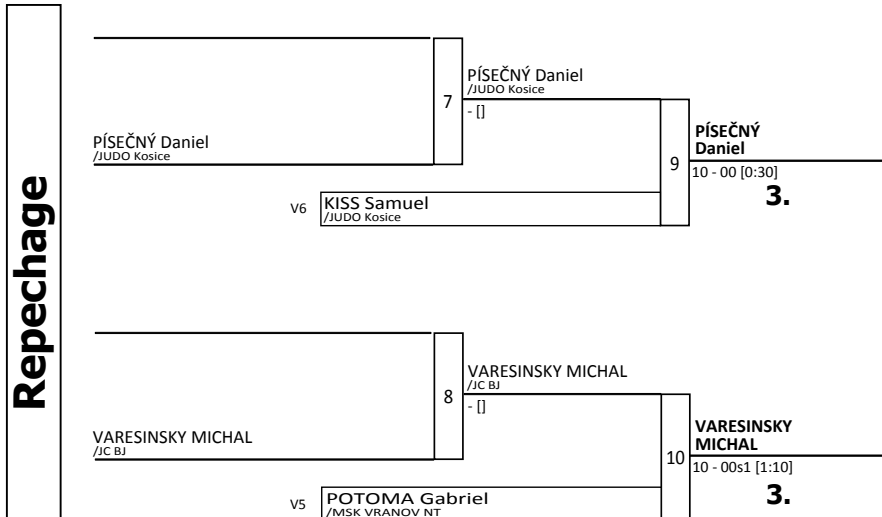 Repechage
PÍSEČNÝ Daniel
/JUDO Kosice
7
PÍSEČNÝ Daniel
/JUDO Kosice
- []
V6
KISS Samuel
/JUDO Kosice
9
PÍSEČNÝ
Daniel
10 - 00 [0:30]
3.
VARESINSKY MICHAL
/JC BJ
8
VARESINSKY MICHAL
/JC BJ
- []
V5
POTOMA Gabriel
/MSK VRANOV NT
10
VARESINSKY
MICHAL
10 - 00s1 [1:10]
3.